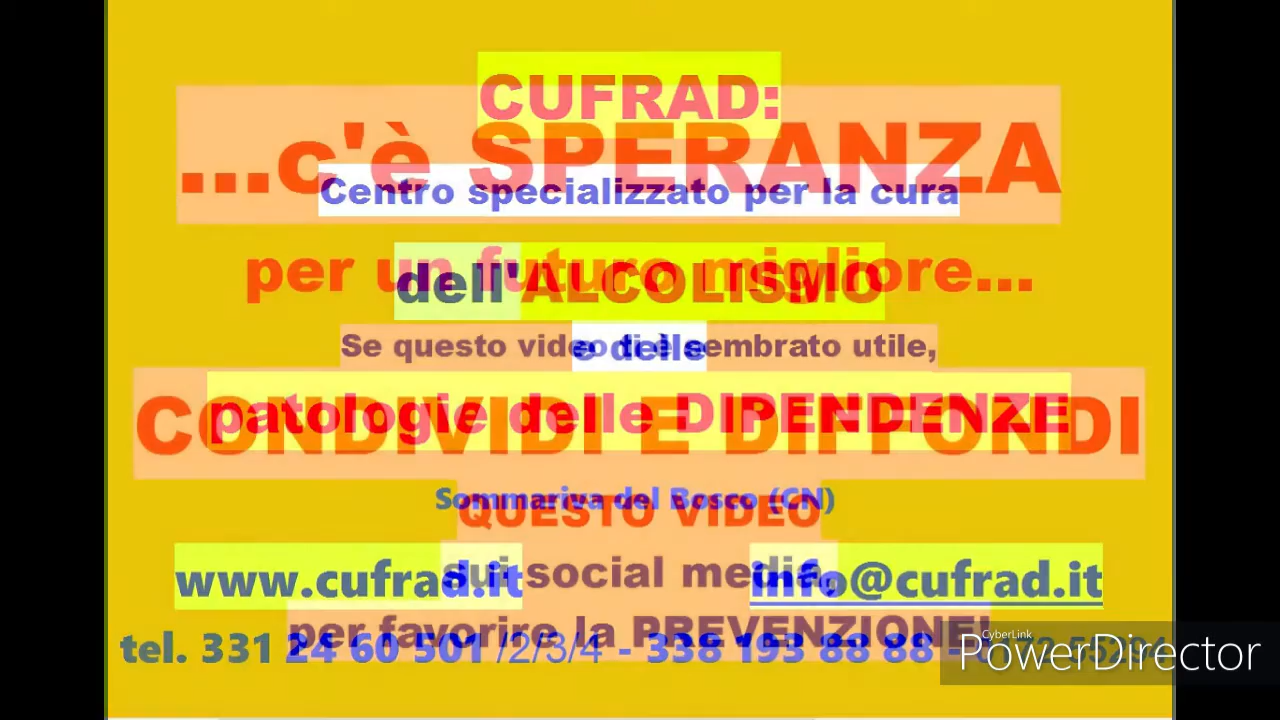 CUFRAD:
...c'è SPERANZA
Centro specializzato per la cura
per un futuro migliore...
dell'ALCOLISMO
Se questo video ti è sembrato utile,
e delle
CONDIVIDI E DIFFONDI
patologie delle DIPENDENZE
Sommariva del Bosco (CN)
QUESTO VIDEO
sui social media,
www.cufrad.it info@cufrad.it
per favorire la PREVENZIONE!
tel. 331 24 60 501 /2/3/4 - 338 193 88 88 -
CyberLink
PowerDirector